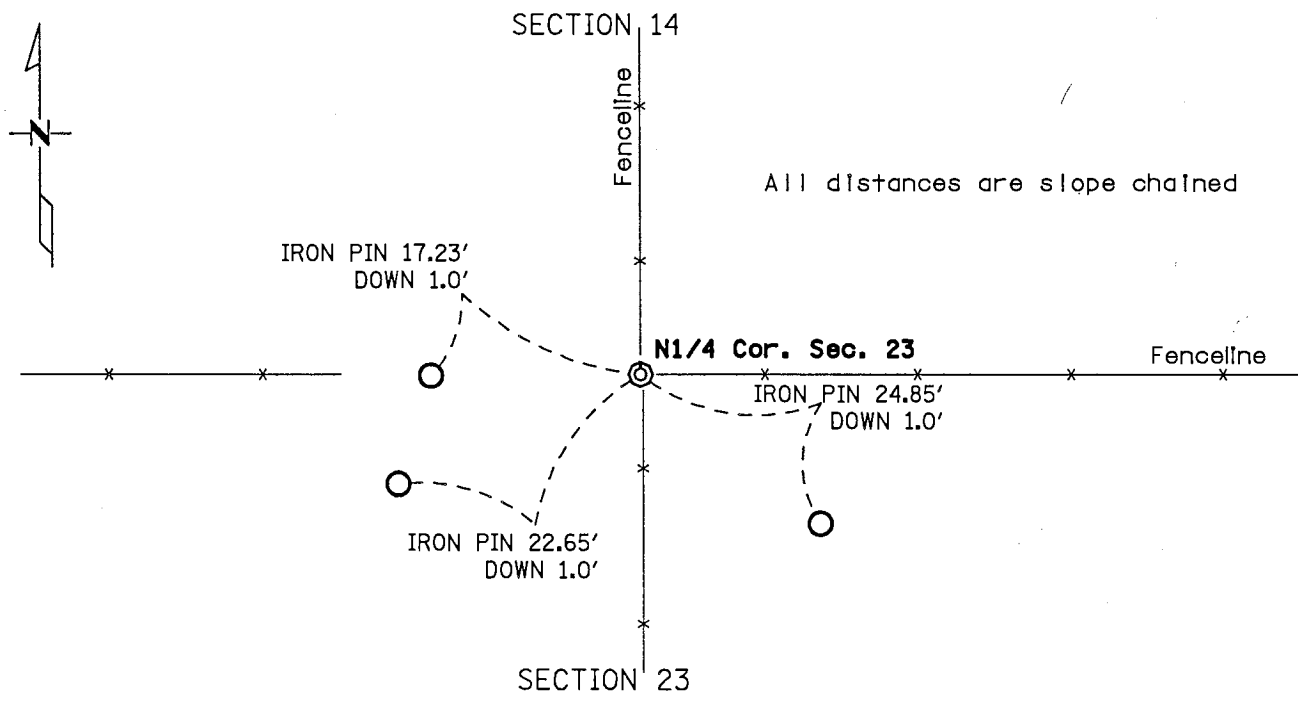 SECTION 14
Fenceline
N
All distances are slope chained
IRON PIN 17.23'
DOWN 1.0'
N1/4 Cor. Sec. 23
Fenceline
IRON PIN 24.85'
DOWN 1.0'
IRON PIN 22.65'
DOWN 1.0'
SECTION 23